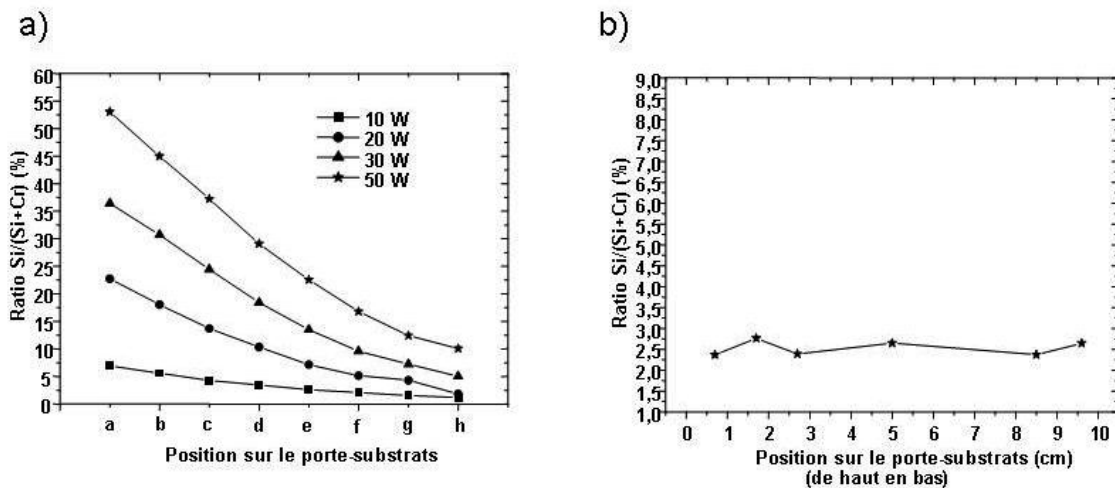 a)
Ratio Si/(Si+Cr) (%)
60
55
50
45
40
35
30
25
20
15
10
5
0
10 W
20 W
30 W
50 W
a b c d e f g h
Position sur le porte-substrats
b)
Ratio Si/(Si+Cr) (%)
9,0
8,5
8,0
7,5
7,0
6,5
6,0
5,5
5,0
4,5
4,0
3,5
3,0
2,5
2,0
1,5
1,0
0 1 2 3 4 5 6 7 8 9 10
Position sur le porte-substrats (cm)
(de haut en bas)